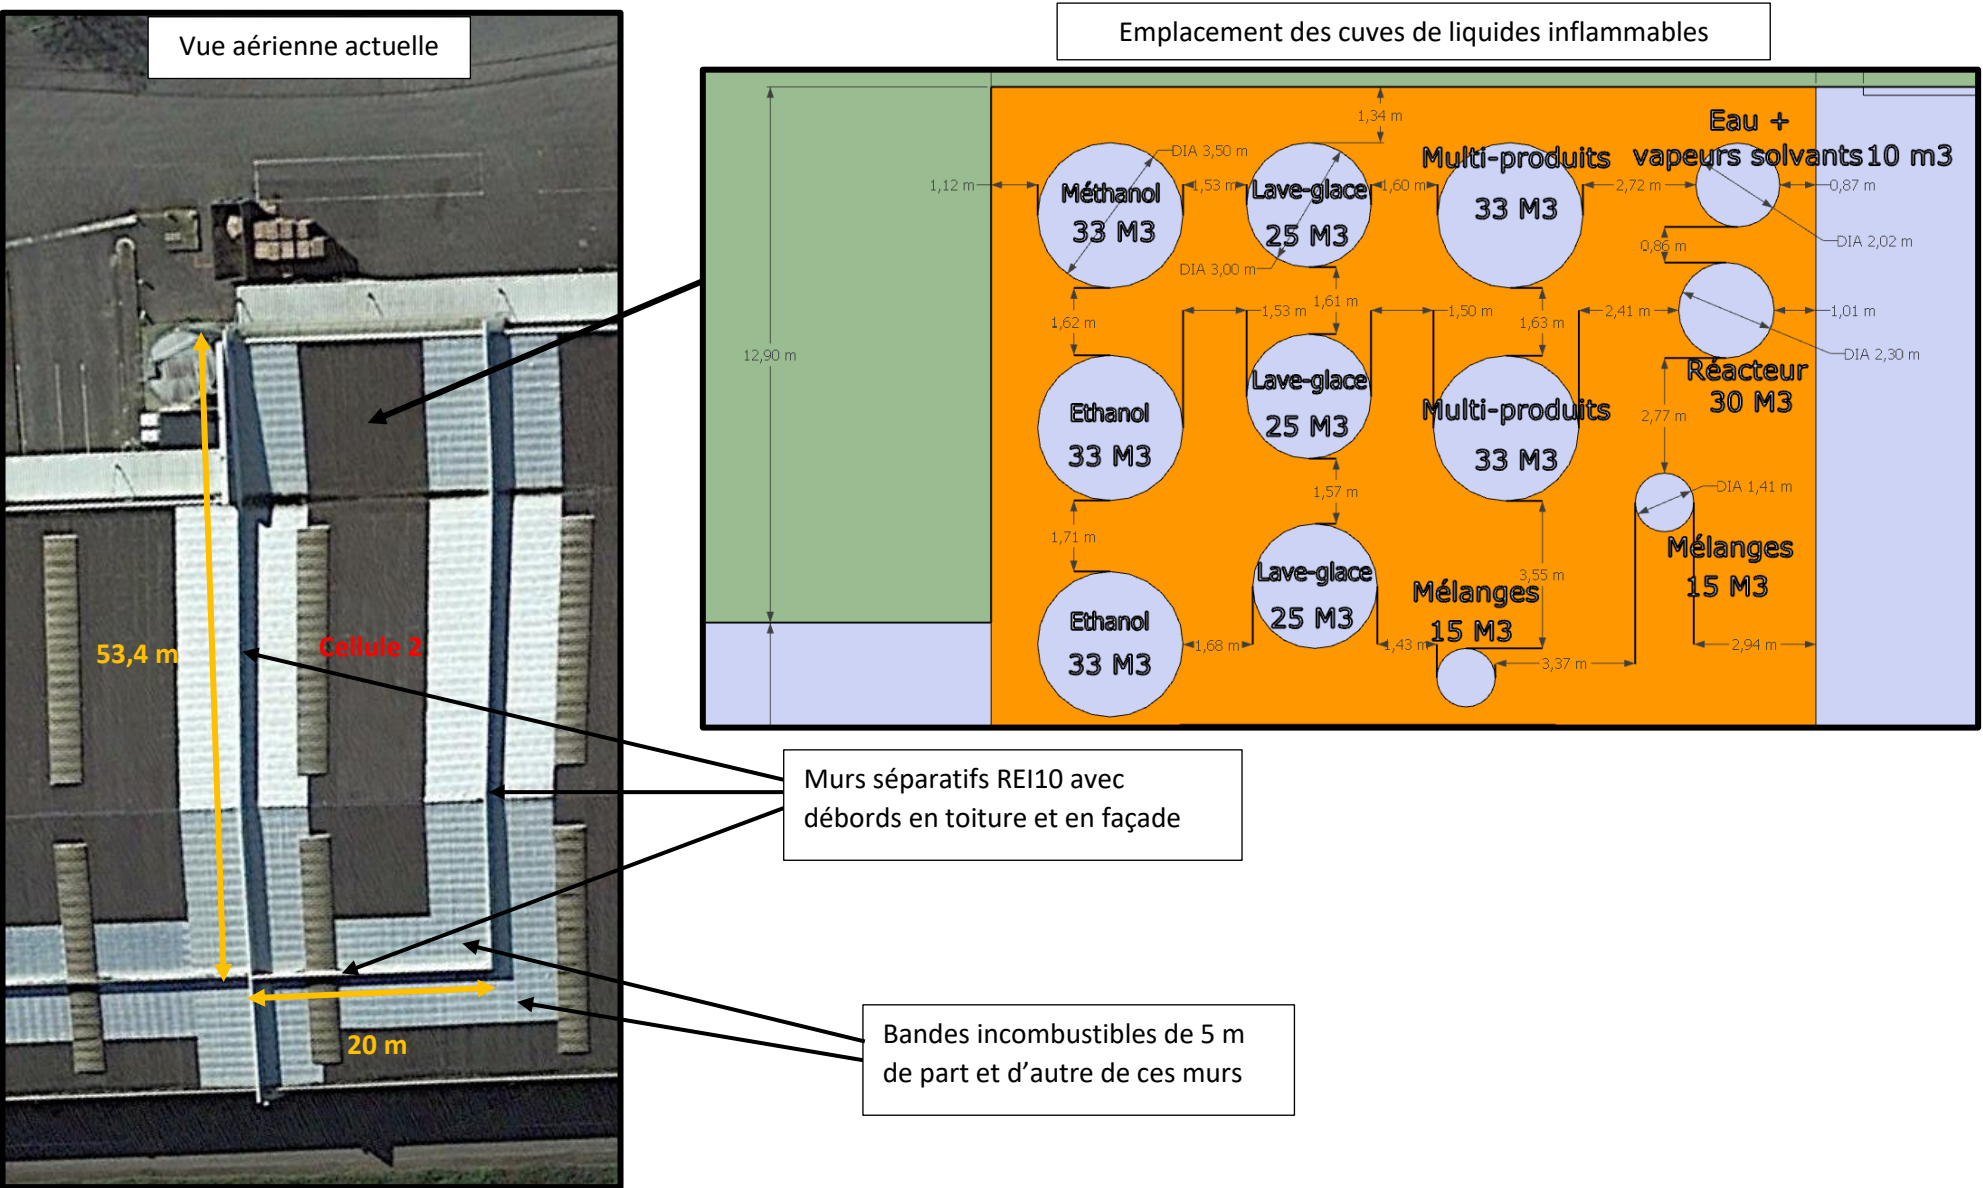 Vue aérienne actuelle
Emplacement des cuves de liquides inflammables
1,34 m
Eau +
vapeurs solvants 10 m3
DIA 3,50 m
Multi-produits
33 M3
1,12 m
Méthanol
33 M3
1,53 m
Lave-glace
25 M3
1,60 m
2,72 m
0,87 m
DIA 2,02 m
0,86 m
DIA 3,00 m
1,62 m
1,61 m
1,53 m
1,50 m
1,63 m
2,41 m
1,01 m
12,90 m
DIA 2,30 m
Réacteur
30 M3
Ethanol
33 M3
Lave-glace
25 M3
Multi-produits
33 M3
2,77 m
1,57 m
DIA 1,41 m
1,71 m
Mélanges
15 M3
Lave-glace
25 M3
3,55 m
Mélanges
15 M3
Ethanol
33 M3
1,68 m
1,43 m
3,37 m
2,94 m
53,4 m
Cellule 2
20 m
Murs séparatifs REI10 avec
débords en toiture et en façade
Bandes incombustibles de 5 m
de part et d'autre de ces murs